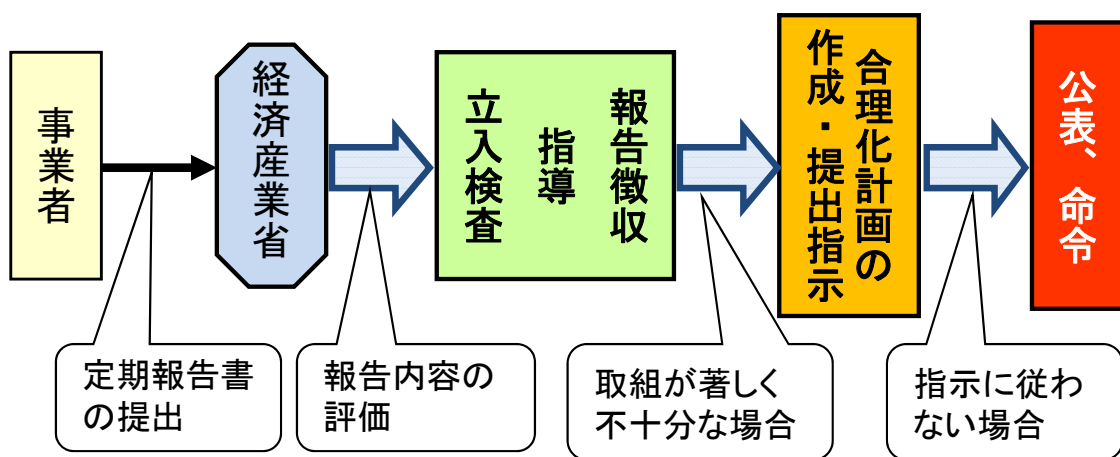 事業者
経済産業省
報告徴収
指導
立入検査
合理化計画の
作成・提出指示
公表、命令
定期報告書
の提出
報告内容の
評価
取組が著しく
不十分な場合
指示に従わ
ない場合